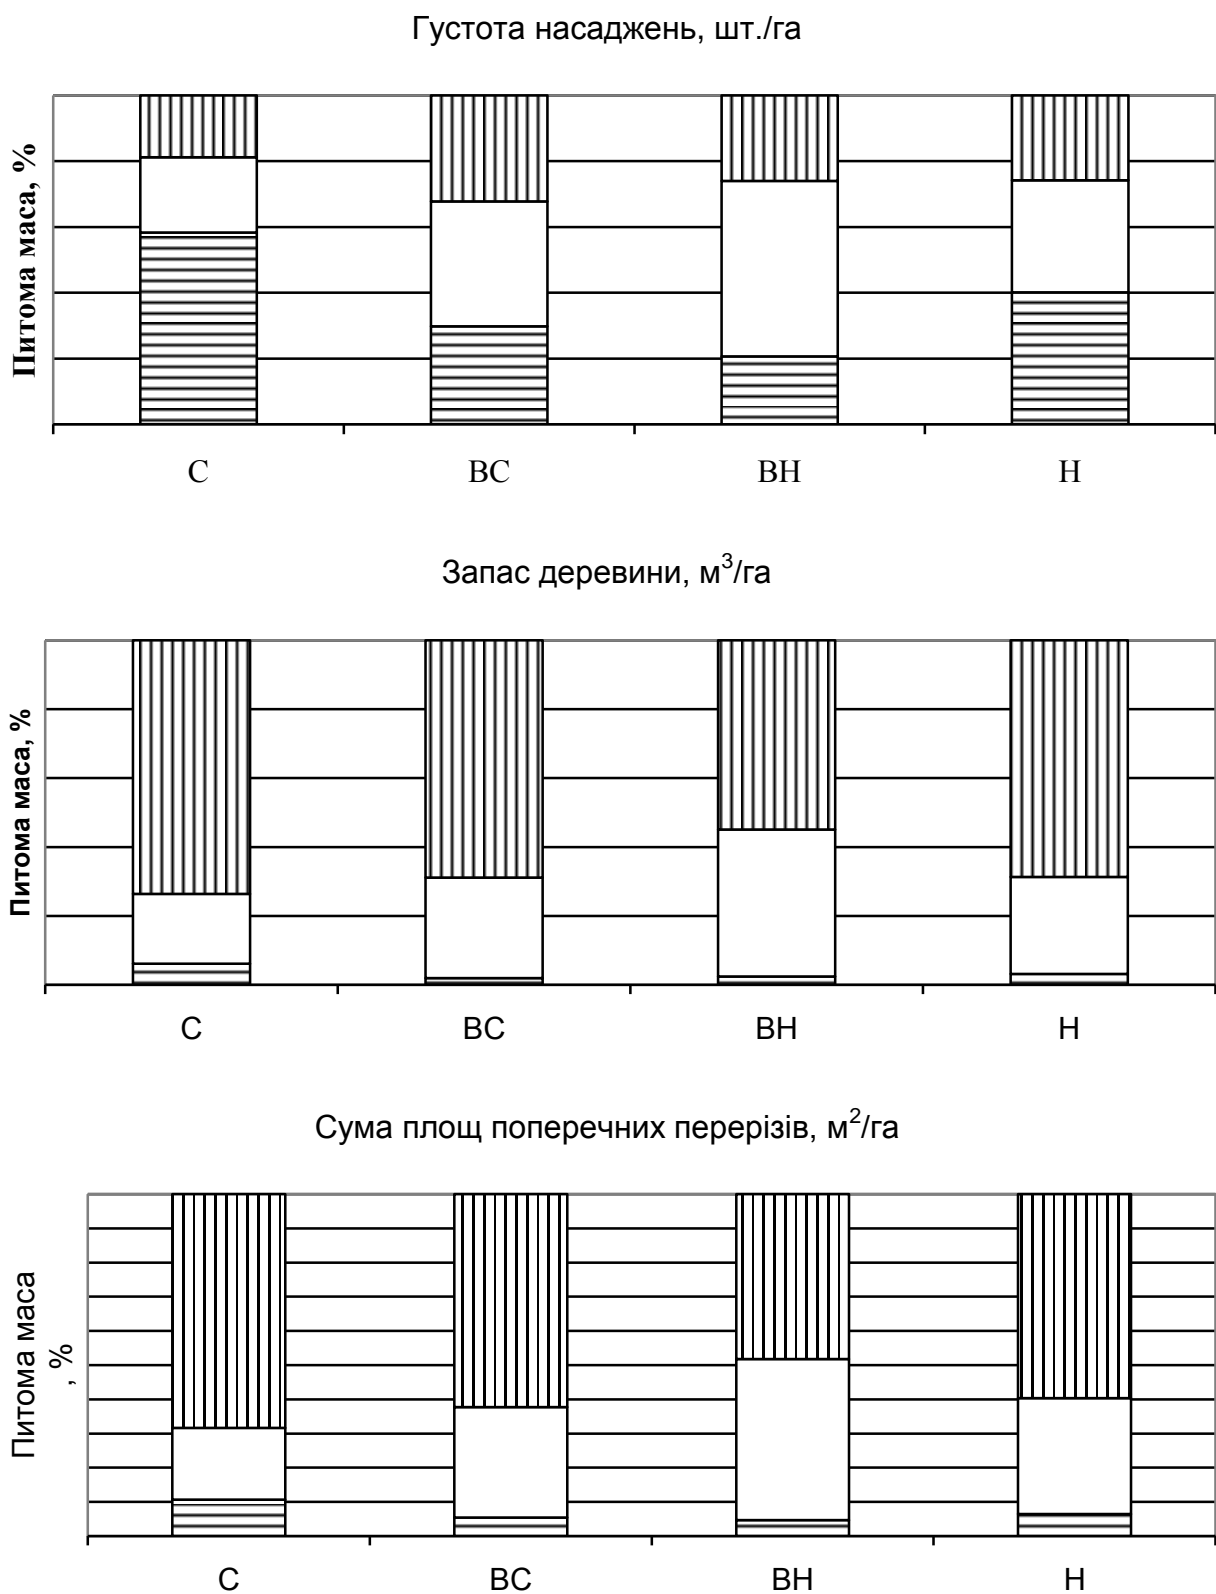 Густота насаджень, шт./га
Питома маса, %
С ВС ВН Н
Запас деревини, м³/га
Питома маса, %
С ВС ВН Н
Сума площ поперечних перерізів, м²/га
Питома маса
, %
С ВС ВН Н